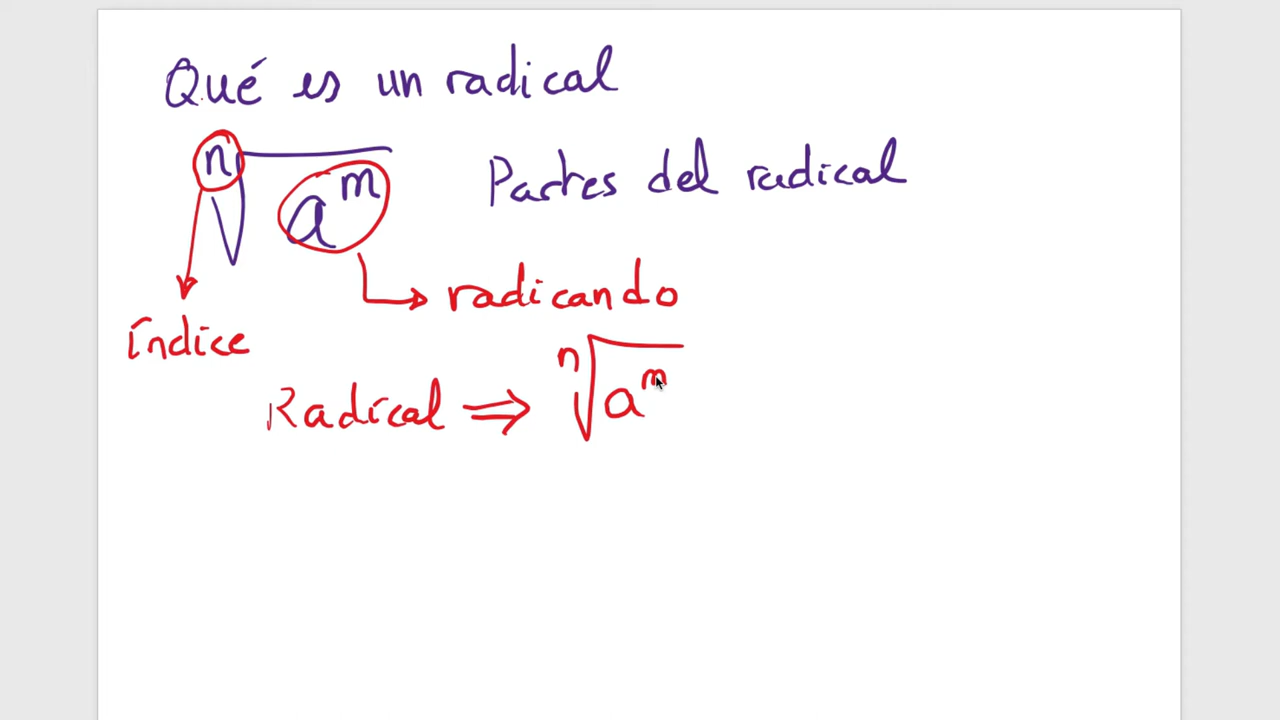 Qué es un radical
ⁿ√aᵐ Partes del radical
radicando
Índice
Radical ⇒ ⁿ√aᵐ